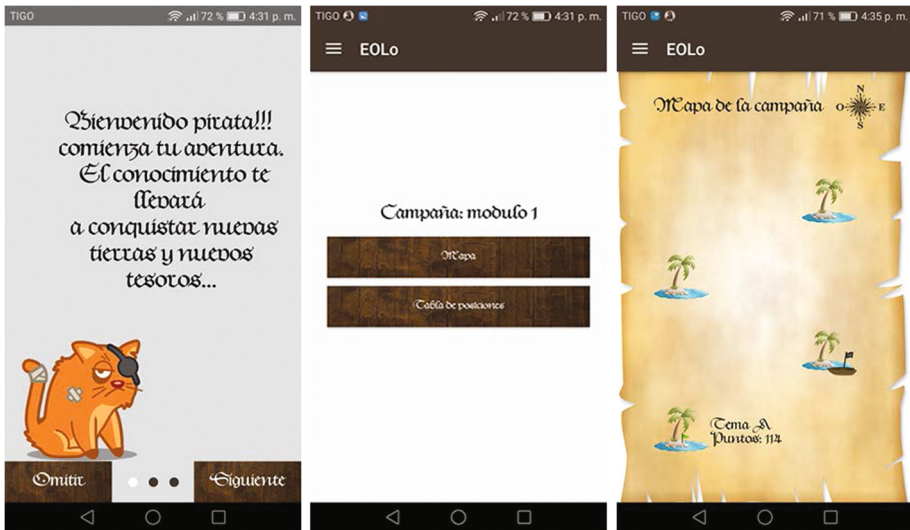 TIGO 72 % 4:31 p. m.
Bienvenido pirata!!!
comienza tu aventura.
El conocimiento te
llevará
a conquistar nuevas
tierras y nuevos
tesoros...
Omitir
Siguiente
TIGO 72 % 4:31 p. m.
EOLo
Campaña: modulo 1
Mapa
Tabla de posiciones
TIGO 71 % 4:35 p. m.
EOLo
Mapa de la campaña
N
O E
S
Tema A
Puntos: 114